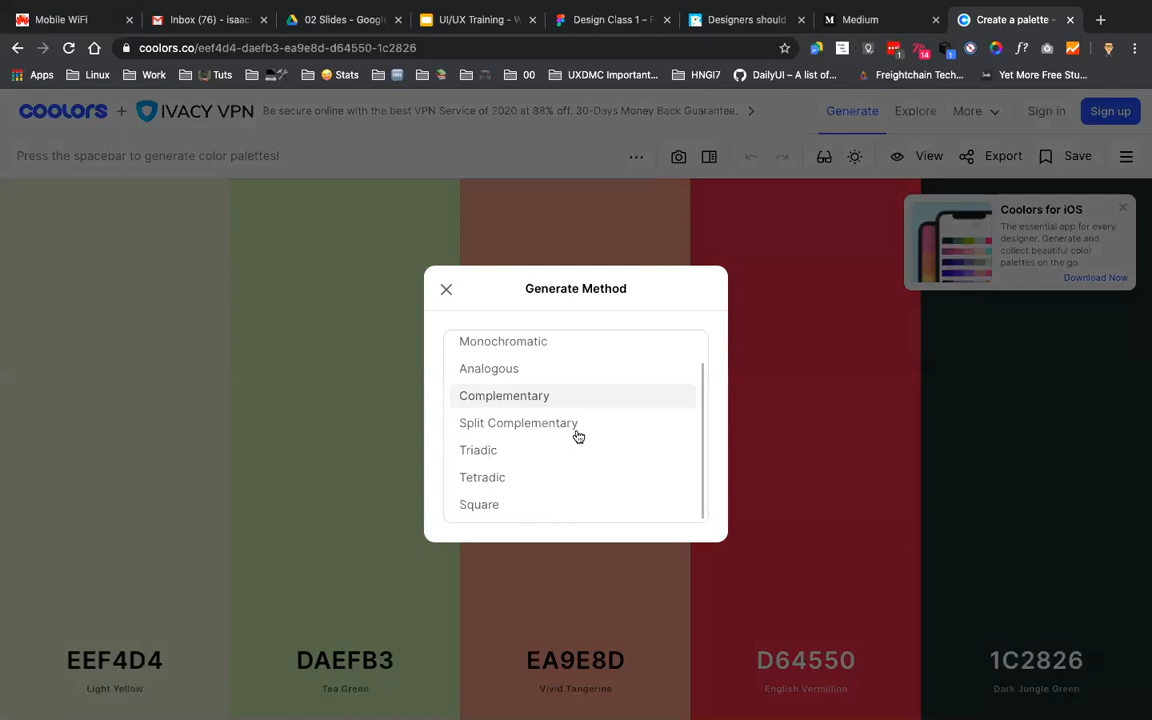 Mobile WiFi
Inbox (76) - isaac
02 Slides - Google
UI/UX Training - W
Design Class 1 – F
Designers should
Medium
Create a palette -
coolors.co/eef4d4-daefb3-ea9e8d-d64550-1c2826
Apps
Linux
Work
Tuts
Stats
00
UXDMC Important...
HNGI7
DailyUI – A list of...
Freightchain Tech...
Yet More Free Stu...
coolors + IVACY VPN
Be secure online with the best VPN Service of 2020 at 88% off. 30-Days Money Back Guarantee.
Generate
Explore
More
Sign in
Sign up
Press the spacebar to generate color palettes!
View
Export
Save
Coolors for iOS
The essential app for every
designer. Generate and
collect beautiful color
palettes on the go.
Download Now
Generate Method
Monochromatic
Analogous
Complementary
Split Complementary
Triadic
Tetradic
Square
EEF4D4
DAEFB3
EA9E8D
D64550
1C2826
Light Yellow
Tea Green
Vivid Tangerine
English Vermillion
Dark Jungle Green